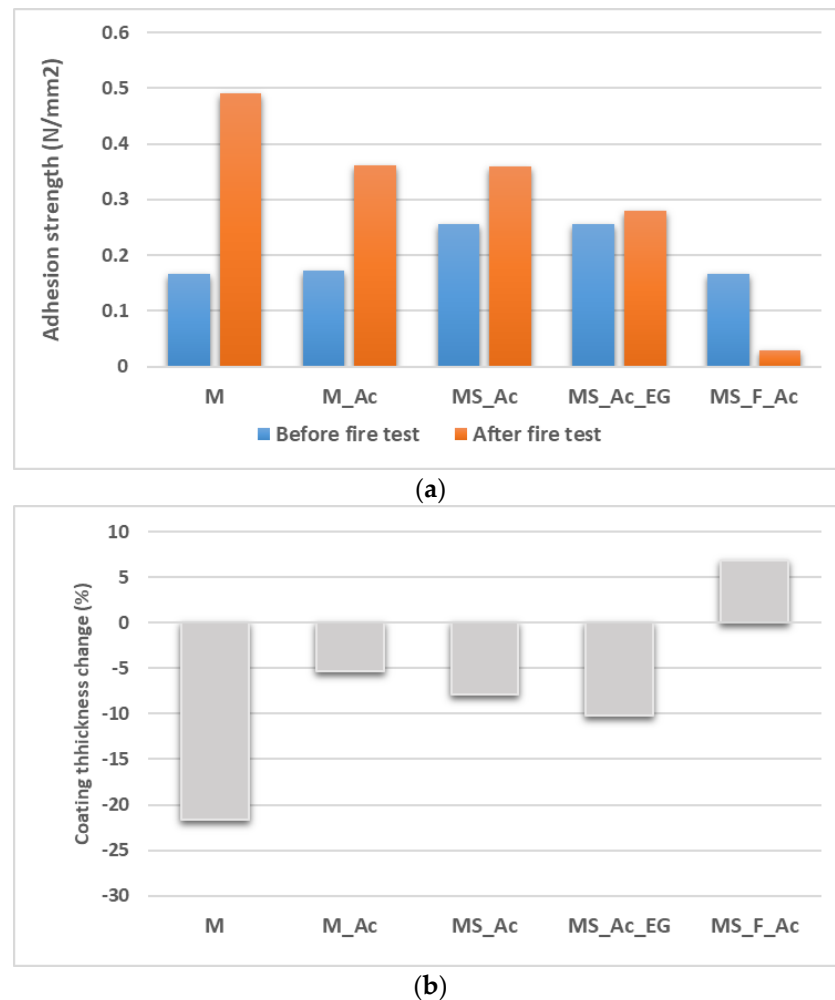 Adhesion strength (N/mm2)
0.6
0.5
0.4
0.3
0.2
0.1
0
M M_Ac MS_Ac MS_Ac_EG MS_F_Ac
Before fire test After fire test
(a)
Coating thhickness change (%)
10
5
0
-5
-10
-15
-20
-25
-30
M M_Ac MS_Ac MS_Ac_EG MS_F_Ac
(b)